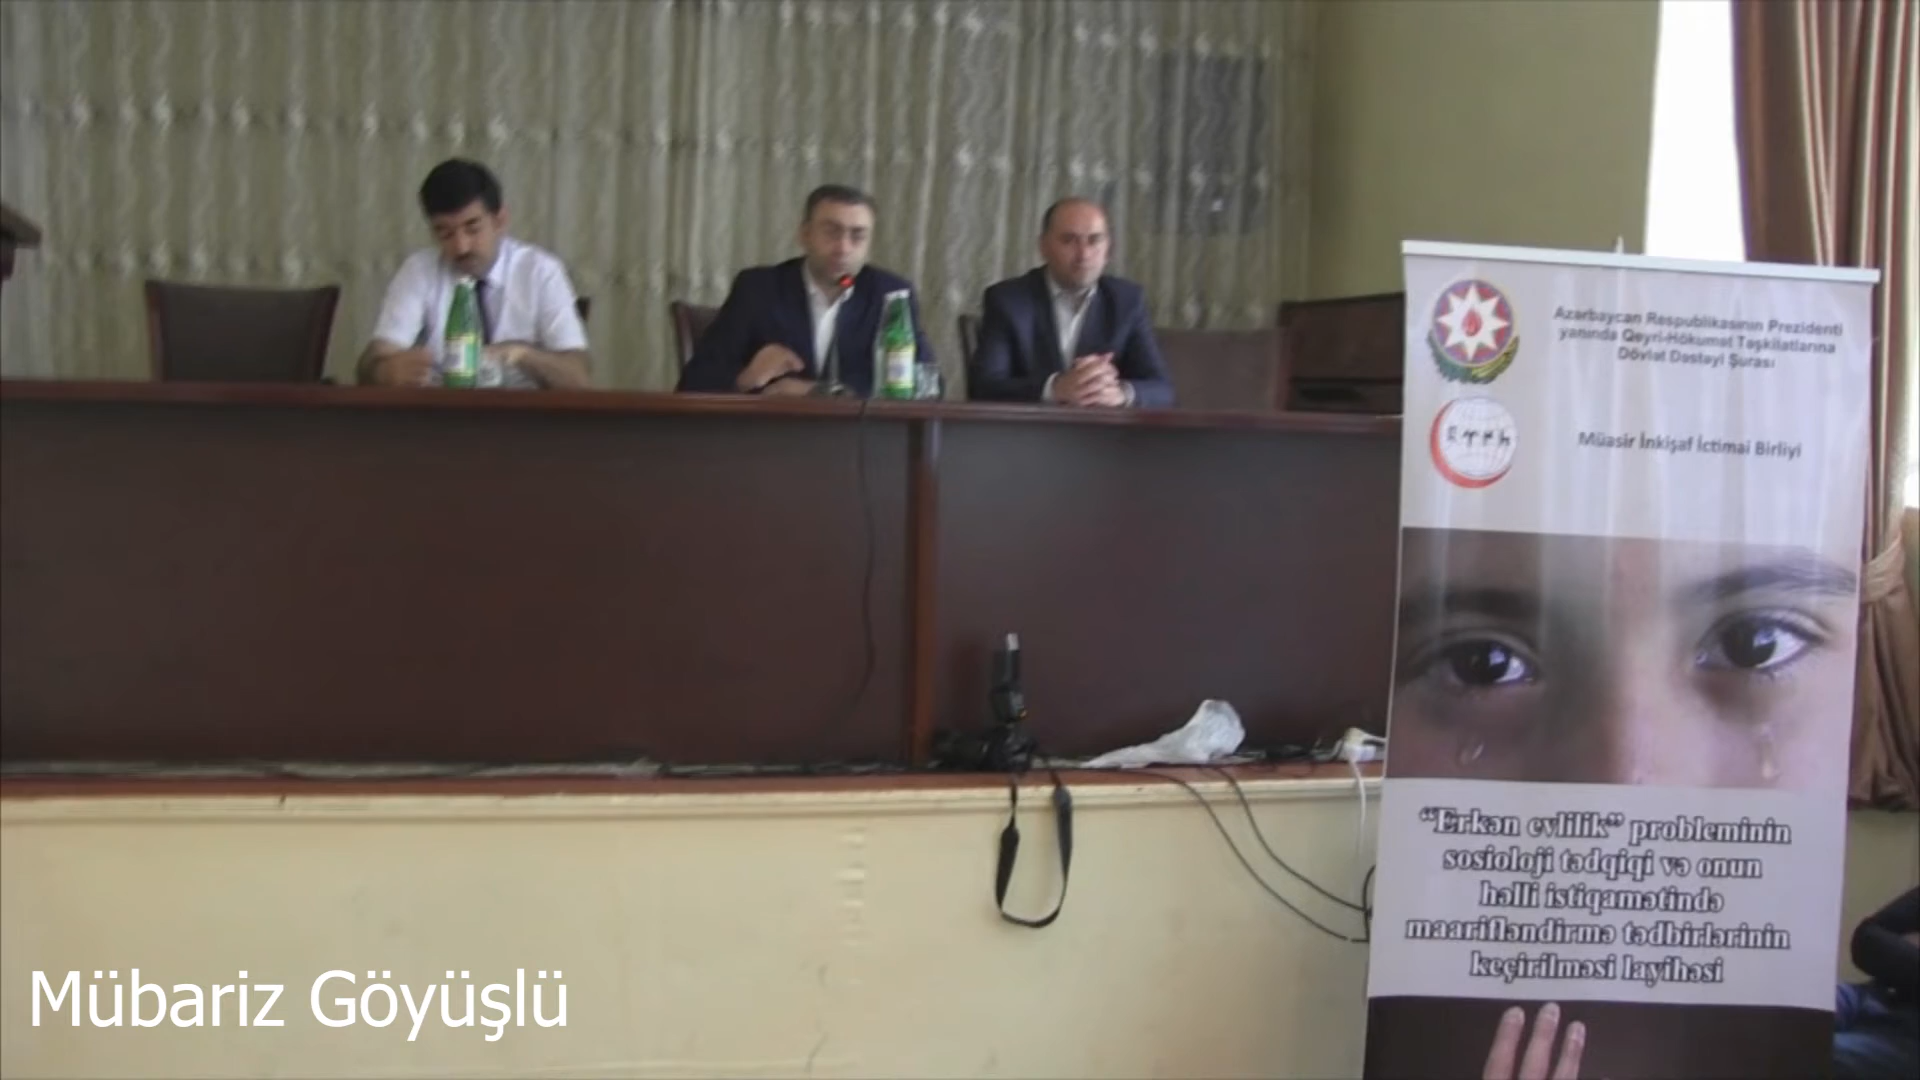 Azərbaycan Respublikasının Prezidenti
yanında Qeyri-Hökumət Təşkilatlarına
Dövlət Dəstəyi Şurası
Müasir İnkişaf İctimai Birliyi
“Erkən evlilik” probleminin
sosioloji tədqiqi və onun
həlli istiqamətində
maarifləndirmə tədbirlərinin
keçirilməsi layihəsi
Mübariz Göyüşlü